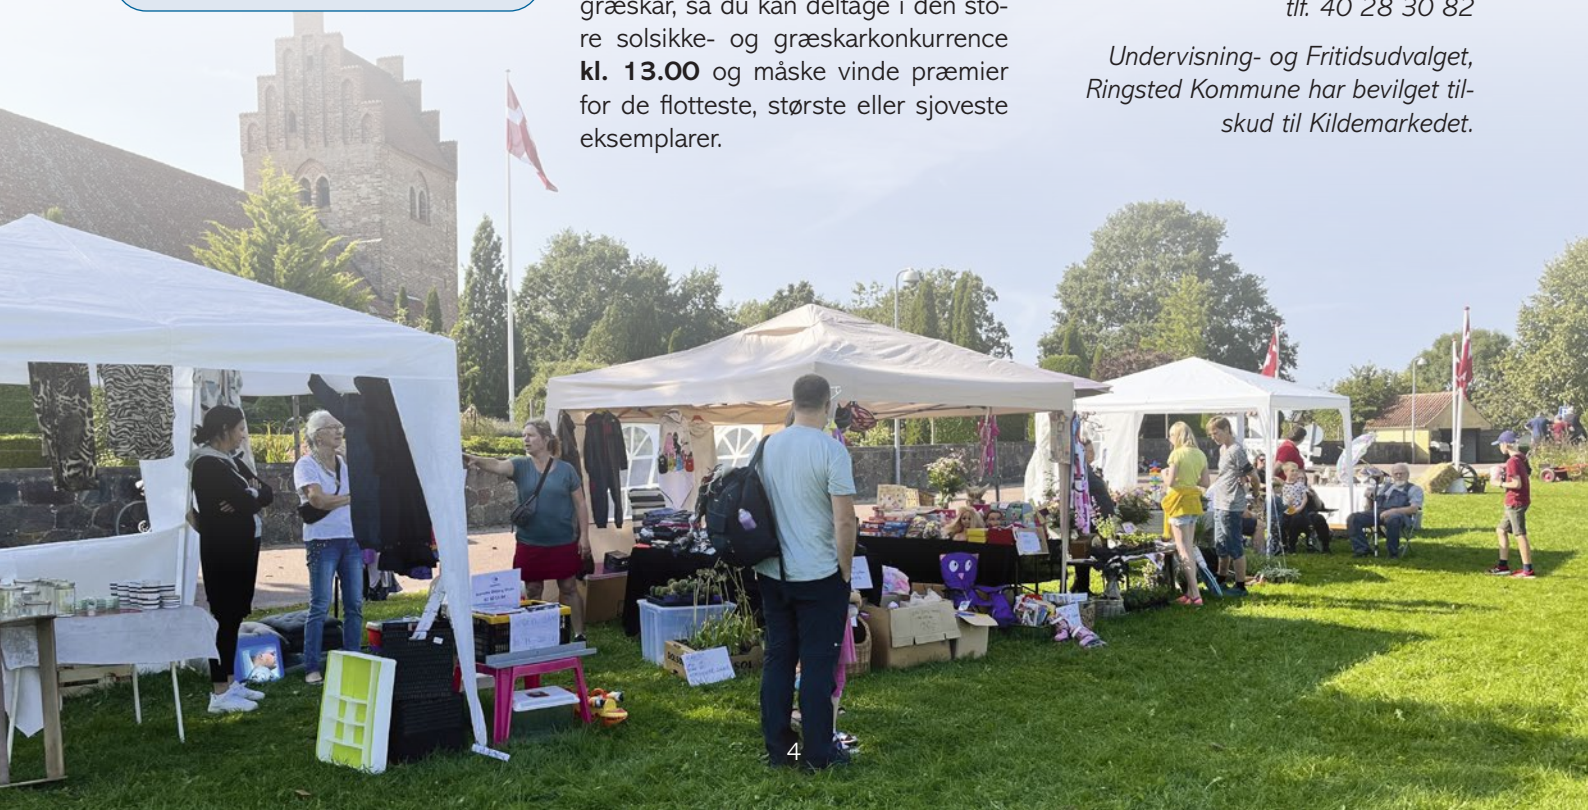 græskar, så du kan deltage i den sto-
re solsikke- og græskarkonkurrence
kl. 13.00 og måske vinde præmier
for de flotteste, største eller sjoveste
eksemplarer.
tlf. 40 28 30 82
Undervisning- og Fritidsudvalget,
Ringsted Kommune har bevilget til-
skud til Kildemarkedet.
4